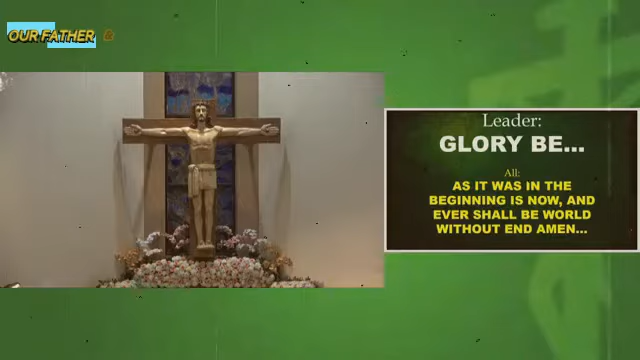 OUR FATHER &
Leader:
GLORY BE...
All:
AS IT WAS IN THE
BEGINNING IS NOW, AND
EVER SHALL BE WORLD
WITHOUT END AMEN...